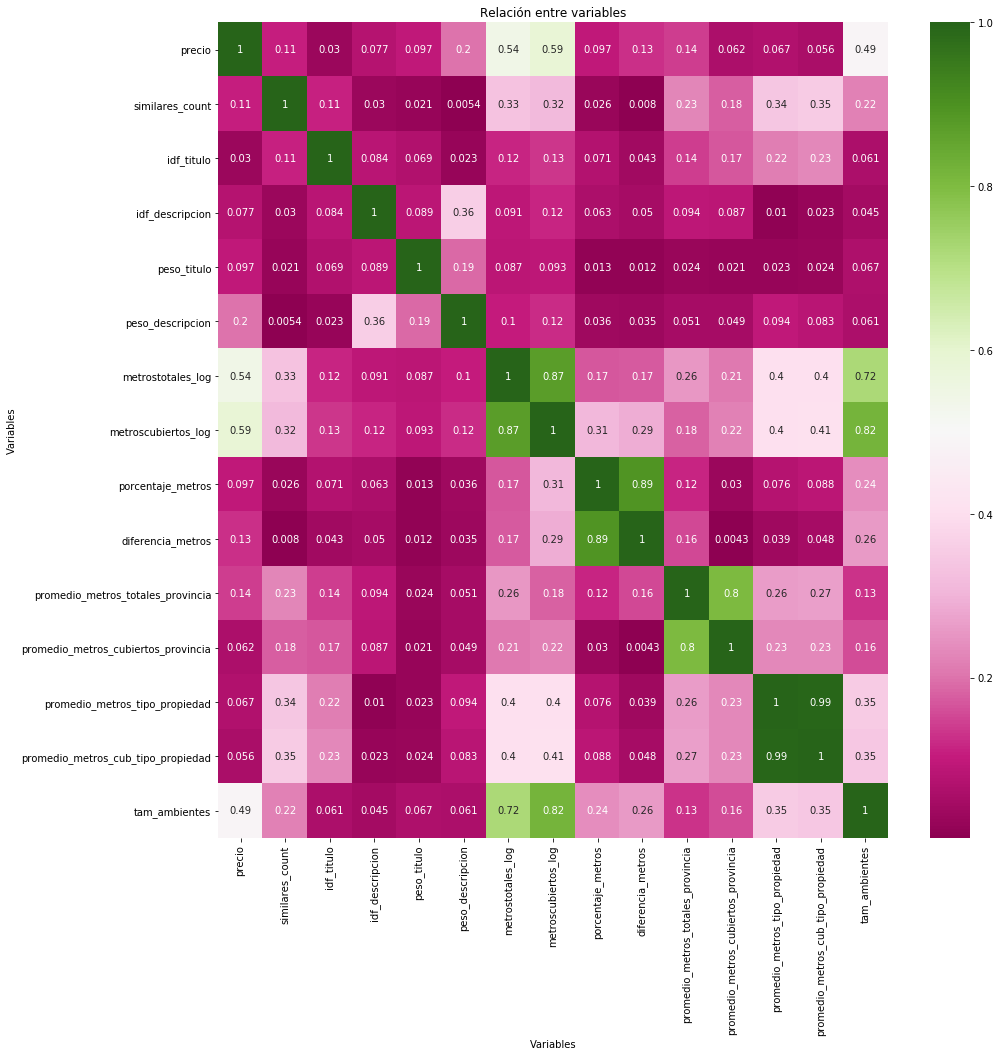 Relación entre variables
precio 1 0.11 0.03 0.077 0.097 0.2 0.54 0.59 0.097 0.13 0.14 0.062 0.067 0.056 0.49
similares_count 0.11 1 0.11 0.03 0.021 0.0054 0.33 0.32 0.026 0.008 0.23 0.18 0.34 0.35 0.22
idf_titulo 0.03 0.11 1 0.084 0.069 0.023 0.12 0.13 0.071 0.043 0.14 0.17 0.22 0.23 0.061
idf_descripcion 0.077 0.03 0.084 1 0.089 0.36 0.091 0.12 0.063 0.05 0.094 0.087 0.01 0.023 0.045
peso_titulo 0.097 0.021 0.069 0.089 1 0.19 0.087 0.093 0.013 0.012 0.024 0.021 0.023 0.024 0.067
peso_descripcion 0.2 0.0054 0.023 0.36 0.19 1 0.1 0.12 0.036 0.035 0.051 0.049 0.094 0.083 0.061
metrostotales_log 0.54 0.33 0.12 0.091 0.087 0.1 1 0.87 0.17 0.17 0.26 0.21 0.4 0.4 0.72
metroscubiertos_log 0.59 0.32 0.13 0.12 0.093 0.12 0.87 1 0.31 0.29 0.18 0.22 0.4 0.41 0.82
porcentaje_metros 0.097 0.026 0.071 0.063 0.013 0.036 0.17 0.31 1 0.89 0.12 0.03 0.076 0.088 0.24
diferencia_metros 0.13 0.008 0.043 0.05 0.012 0.035 0.17 0.29 0.89 1 0.16 0.0043 0.039 0.048 0.26
promedio_metros_totales_provincia 0.14 0.23 0.14 0.094 0.024 0.051 0.26 0.18 0.12 0.16 1 0.8 0.26 0.27 0.13
promedio_metros_cubiertos_provincia 0.062 0.18 0.17 0.087 0.021 0.049 0.21 0.22 0.03 0.0043 0.8 1 0.23 0.23 0.16
promedio_metros_tipo_propiedad 0.067 0.34 0.22 0.01 0.023 0.094 0.4 0.4 0.076 0.039 0.26 0.23 1 0.99 0.35
promedio_metros_cub_tipo_propiedad 0.056 0.35 0.23 0.023 0.024 0.083 0.4 0.41 0.088 0.048 0.27 0.23 0.99 1 0.35
tam_ambientes 0.49 0.22 0.061 0.045 0.067 0.061 0.72 0.82 0.24 0.26 0.13 0.16 0.35 0.35 1
Variables
precio
similares_count
idf_titulo
idf_descripcion
peso_titulo
peso_descripcion
metrostotales_log
metroscubiertos_log
porcentaje_metros
diferencia_metros
promedio_metros_totales_provincia
promedio_metros_cubiertos_provincia
promedio_metros_tipo_propiedad
promedio_metros_cub_tipo_propiedad
tam_ambientes
Variables
1.0
0.8
0.6
0.4
0.2